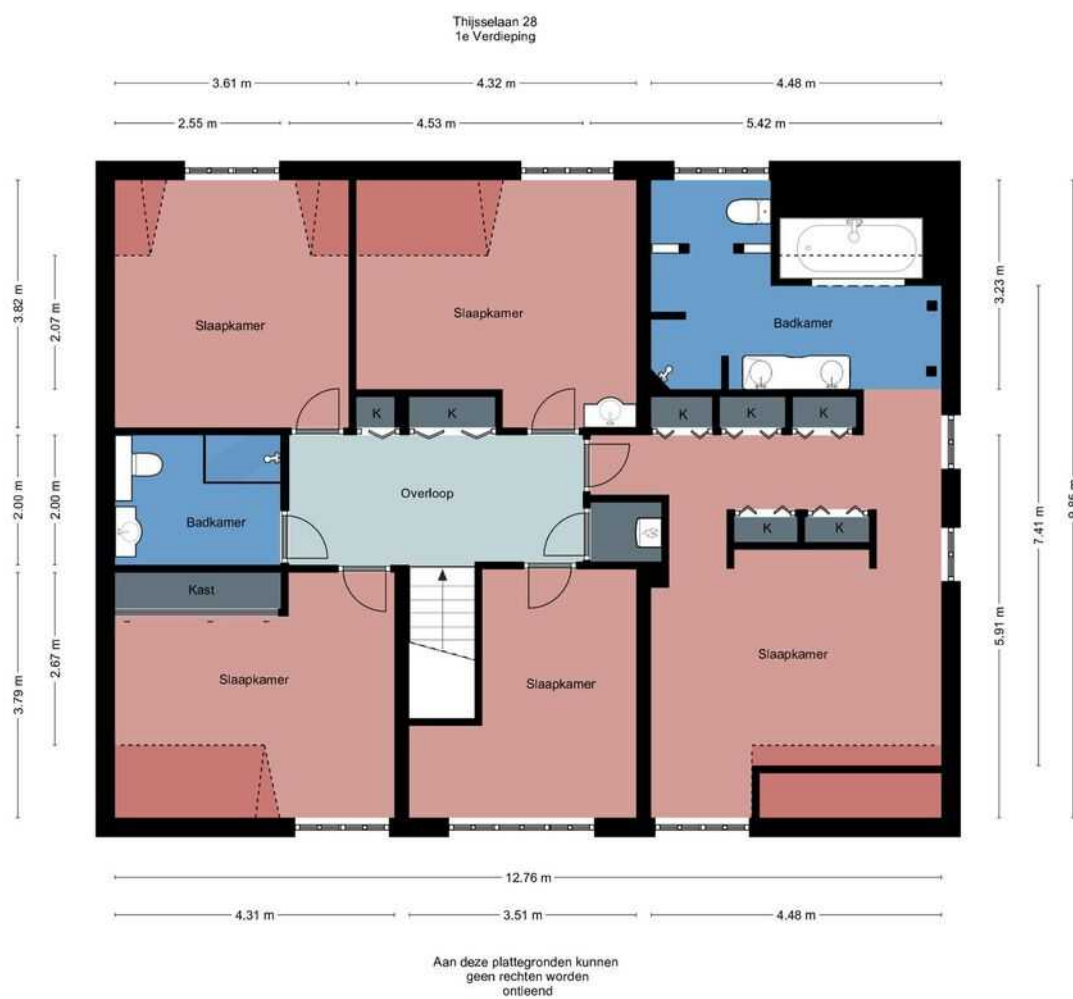 Thijsselaan 28
1e Verdieping
3.61 m
4.32 m
4.48 m
2.55 m
4.53 m
5.42 m
3.82 m
2.07 m
3.23 m
9.86 m
Slaapkamer
Slaapkamer
Badkamer
K
K
K
K
K
2.00 m
2.00 m
7.41 m
Overloop
Badkamer
K
K
Kast
5.91 m
3.79 m
2.67 m
Slaapkamer
Slaapkamer
Slaapkamer
12.76 m
4.31 m
3.51 m
4.48 m
Aan deze plattegronden kunnen
geen rechten worden
ontleend